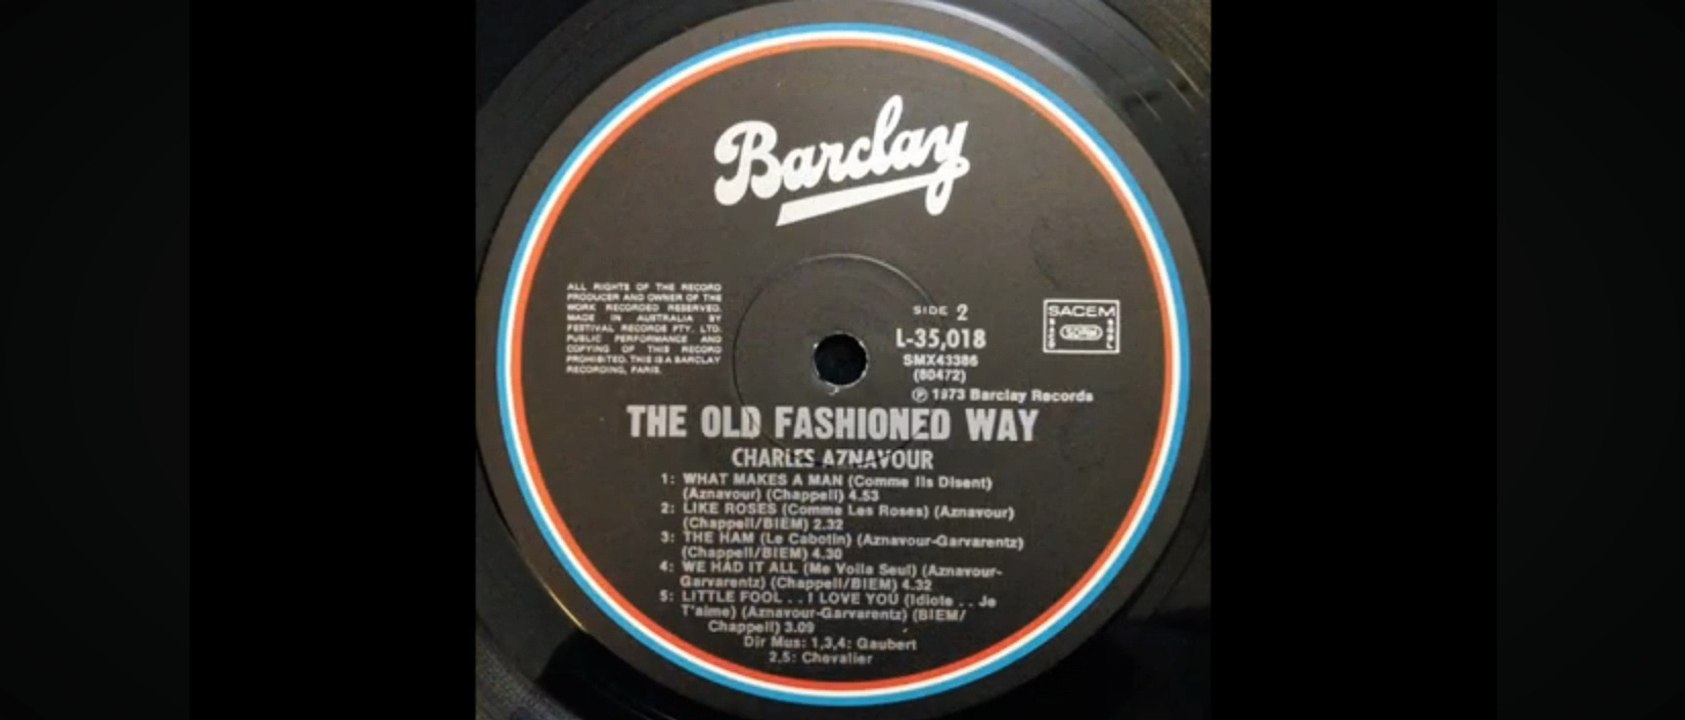 Barclay
ALL RIGHTS OF THE RECORD
PRODUCER AND OWNER OF THE
WORK RECORDED RESERVED.
MADE IN AUSTRALIA BY
FESTIVAL RECORDS PTY. LTD.
PUBLIC PERFORMANCE AND
COPYING OF THIS RECORD
PROHIBITED. THIS IS A BARCLAY
RECORDING, PARIS.
SIDE 2
L-35,018
SMX43386
(80472)
℗ 1973 Barclay Records
SACEM
THE OLD FASHIONED WAY
CHARLES AZNAVOUR
1: WHAT MAKES A MAN (Comme Ils Disent)
(Aznavour) (Chappell) 4.53
2: LIKE ROSES (Comme Les Roses) (Aznavour)
(Chappell/BIEM) 2.32
3: THE HAM (Le Cabotin) (Aznavour-Garvarentz)
(Chappell/BIEM) 4.30
4: WE HAD IT ALL (Me Voila Seul) (Aznavour-
Garvarentz) (Chappell/BIEM) 4.32
5: LITTLE FOOL . . I LOVE YOU (Idiote . . Je
T'aime) (Aznavour-Garvarentz) (BIEM/
Chappell) 3.09
Dir Mus: 1,3,4: Gaubert
2,5: Chevalier